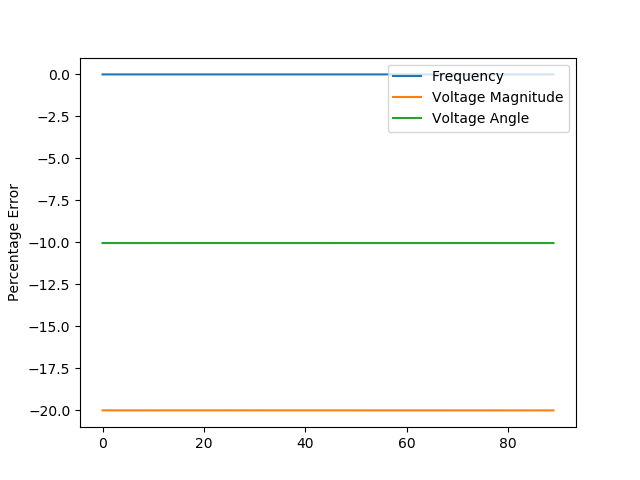 0.0
−2.5
−5.0
−7.5
−10.0
−12.5
−15.0
−17.5
−20.0
Percentage Error
Frequency
Voltage Magnitude
Voltage Angle
0 20 40 60 80